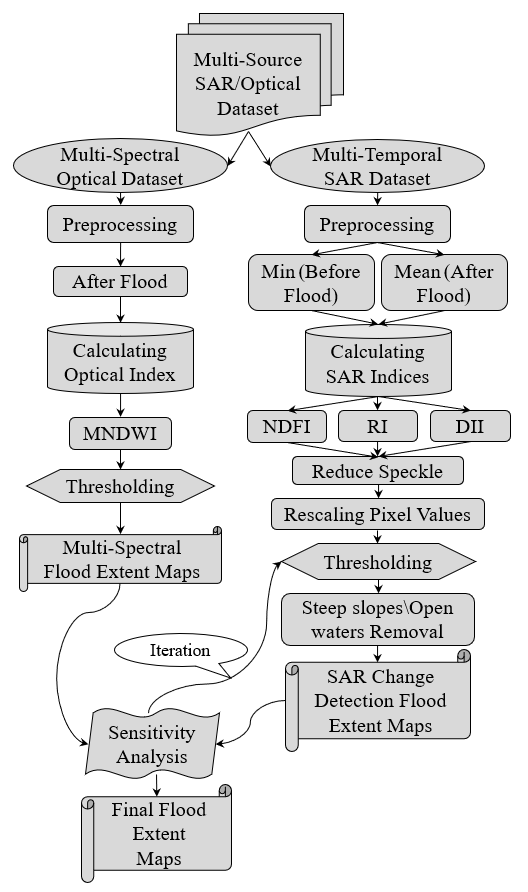 Multi-Source
SAR/Optical
Dataset
Multi-Spectral
Optical Dataset
Multi-Temporal
SAR Dataset
Preprocessing
Preprocessing
After Flood
Min (Before
Flood)
Mean (After
Flood)
Calculating
Optical Index
Calculating
SAR Indices
MNDWI
NDFI
RI
DII
Thresholding
Reduce Speckle
Rescaling Pixel Values
Multi-Spectral
Flood Extent Maps
Thresholding
Steep slopes\Open
waters Removal
Iteration
SAR Change
Detection Flood
Extent Maps
Sensitivity
Analysis
Final Flood
Extent
Maps